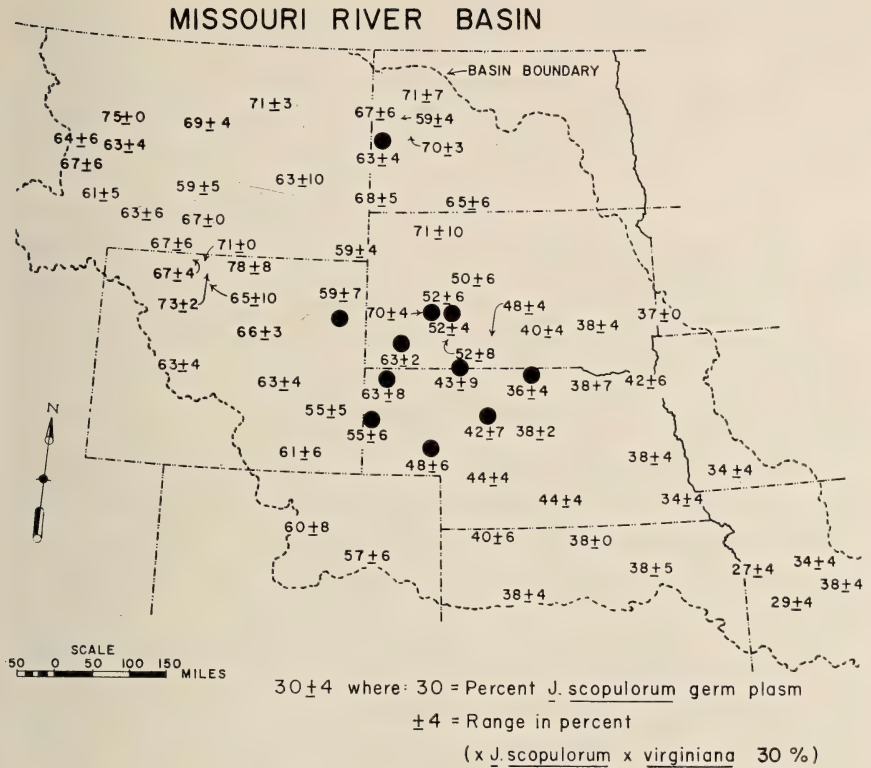 MISSOURI RIVER BASIN
BASIN BOUNDARY
71±7
75±0 69±4 71±3 67±6 59±4
64±6 63±4 70±3
67±6 63±4
61±5 59±5 63±10 68±5 65±6
63±6 67±0
67±6 71±0 59±4 71±10
67±4 78±8 50±6
73±2 65±10 59±7 70±4 52±6 48±4
66±3 52±4 40±4 38±4 37±0
63±4 63±2 52±8
63±4 63±8 43±9 36±4 38±7 42±6
55±5 55±6 42±7 38±2
61±6 48±6 38±4 34±4
44±4 44±4 34±4
60±8 40±6 38±0
57±6 38±5 27±4 34±4
38±4 29±4 38±4
N
SCALE
50 0 50 100 150 MILES
30±4 where: 30 = Percent J. scopulorum germ plasm
±4 = Range in percent
(x J. scopulorum x virginiana 30 %)